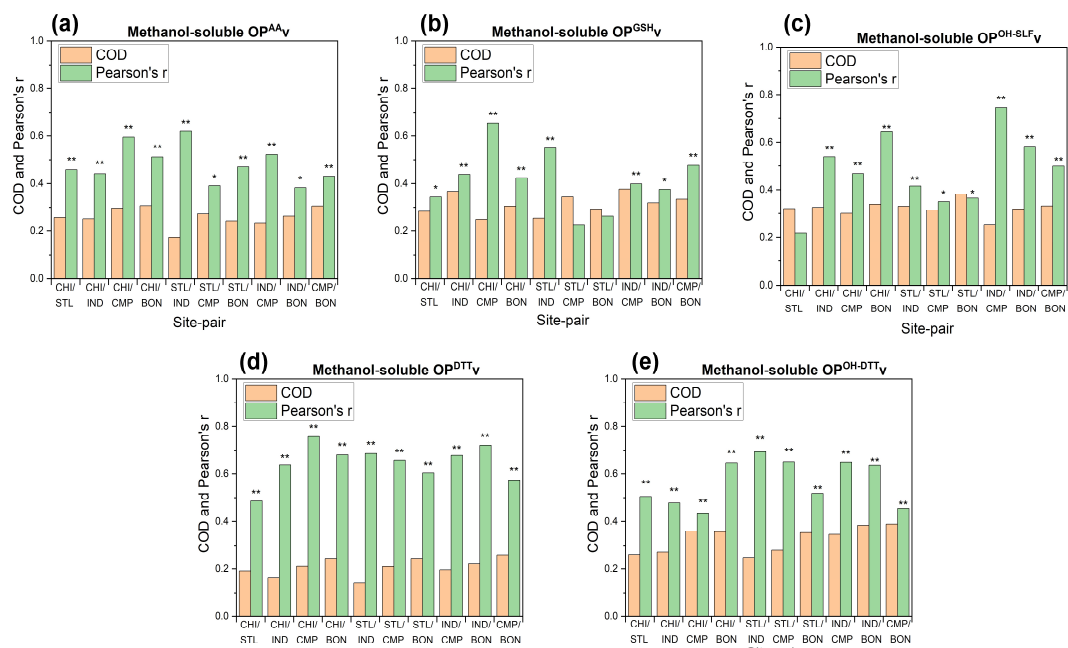 (a)
Methanol-soluble OP^AA v
COD
Pearson's r
COD and Pearson's r
1.0
0.8
0.6
0.4
0.2
0.0
** ** ** ** ** * ** ** * **
CHI/ CHI/ CHI/ CHI/ STL/ STL/ STL/ IND/ IND/ CMP/
STL IND CMP BON IND CMP BON CMP BON BON
Site-pair
(b)
Methanol-soluble OP^GSH v
COD
Pearson's r
COD and Pearson's r
1.0
0.8
0.6
0.4
0.2
0.0
* ** ** ** ** ** * **
CHI/ CHI/ CHI/ CHI/ STL/ STL/ STL/ IND/ IND/ CMP/
STL IND CMP BON IND CMP BON CMP BON BON
Site-pair
(c)
Methanol-soluble OP^OH-SLF v
COD
Pearson's r
COD and Pearson's r
1.0
0.8
0.6
0.4
0.2
0.0
** ** ** ** * * ** ** **
CHI/ CHI/ CHI/ CHI/ STL/ STL/ STL/ IND/ IND/ CMP/
STL IND CMP BON IND CMP BON CMP BON BON
Site-pair
(d)
Methanol-soluble OP^DTT v
COD
Pearson's r
COD and Pearson's r
1.0
0.8
0.6
0.4
0.2
0.0
** ** ** ** ** ** ** ** ** **
CHI/ CHI/ CHI/ CHI/ STL/ STL/ STL/ IND/ IND/ CMP/
STL IND CMP BON IND CMP BON CMP BON BON
(e)
Methanol-soluble OP^OH-DTT v
COD
Pearson's r
COD and Pearson's r
1.0
0.8
0.6
0.4
0.2
0.0
** ** ** ** ** ** ** ** ** **
CHI/ CHI/ CHI/ CHI/ STL/ STL/ STL/ IND/ IND/ CMP/
STL IND CMP BON IND CMP BON CMP BON BON